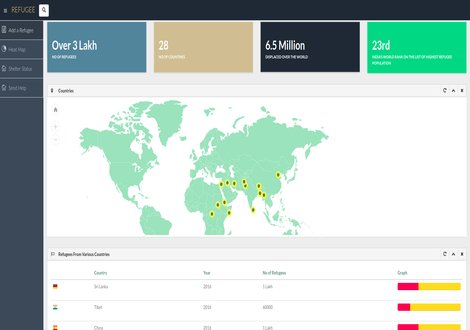 REFUGEE
Add a Refugee
Heat Map
Shelter Status
Send Help
Over 3 Lakh
NO OF REFUGEES
28
NO OF COUNTRIES
6.5 Million
DISPLACED OVER THE WORLD
23rd
INDIA'S WORLD RANK ON THE LIST OF HIGHEST REFUGEE
POPULATION
Countries
Refugees From Various Countries
Country Year No of Refugees Graph
Sri Lanka 2016 1 Lakh
Tibet 2016 60000
China 2016 1 Lakh